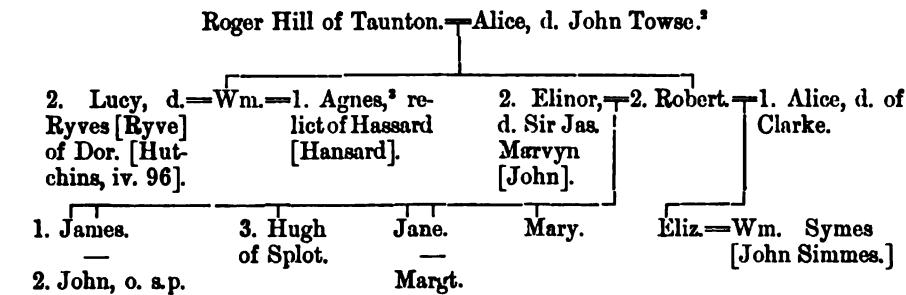 Roger Hill of Taunton.=Alice, d. John Towse.²
2. Lucy, d.=Wm.=1. Agnes,³ re- 2. Elinor,=2. Robert.=1. Alice, d. of
Ryves [Ryve] lict of Hassard d. Sir Jas. Clarke.
of Dor. [Hut- [Hansard]. Marvyn
chins, iv. 96]. [John].
1. James. 3. Hugh Jane. Mary. Eliz.=Wm. Symes
— of Splot. — [John Simmes.]
2. John, o. s.p. Margt.